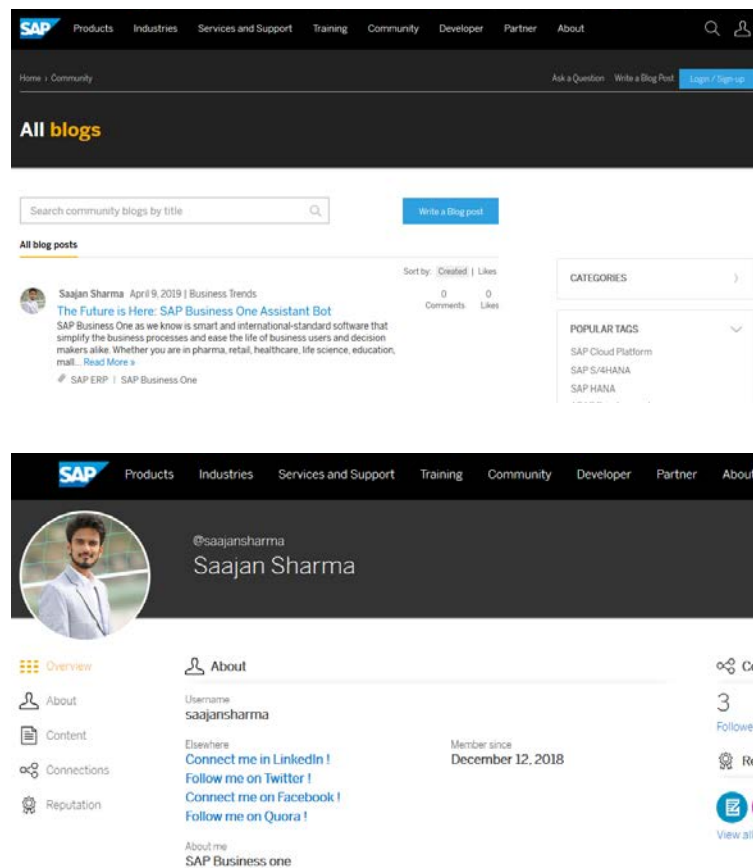 SAP Products Industries Services and Support Training Community Developer Partner About
Home › Community Ask a Question Write a Blog Post Login / Sign-up
All blogs
Search community blogs by title Write a Blog post
All blog posts
Sort by: Created | Likes
Saajan Sharma April 9, 2019 | Business Trends 0 0
The Future is Here: SAP Business One Assistant Bot Comments Likes
SAP Business One as we know is smart and international-standard software that
simplify the business processes and ease the life of business users and decision
makers alike. Whether you are in pharma, retail, healthcare, life science, education,
mall... Read More »
SAP ERP | SAP Business One
CATEGORIES
POPULAR TAGS
SAP Cloud Platform
SAP S/4HANA
SAP HANA
SAP Products Industries Services and Support Training Community Developer Partner About
@saajansharma
Saajan Sharma
Overview
About
Content
Connections
Reputation
About
Username
saajansharma
Elsewhere
Connect me in LinkedIn !
Follow me on Twitter !
Connect me on Facebook !
Follow me on Quora !
Member since
December 12, 2018
About me
SAP Business one
Co
3
Followe
Re
View all